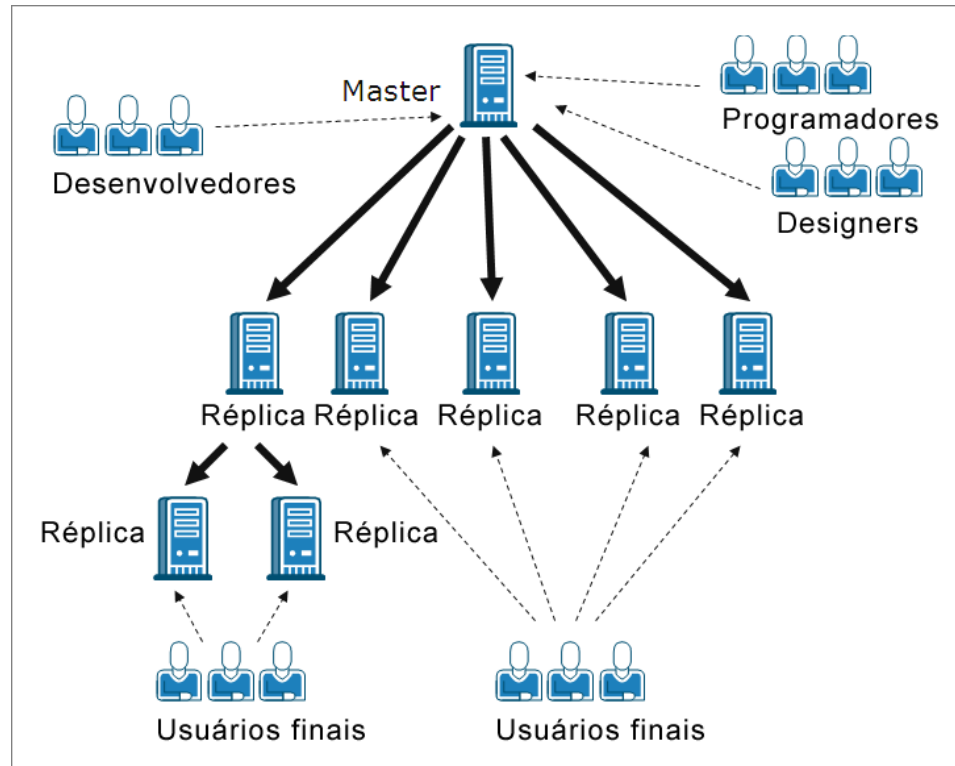 Master
Programadores
Desenvolvedores
Designers
Réplica
Réplica
Réplica
Réplica
Réplica
Réplica
Réplica
Usuários finais
Usuários finais